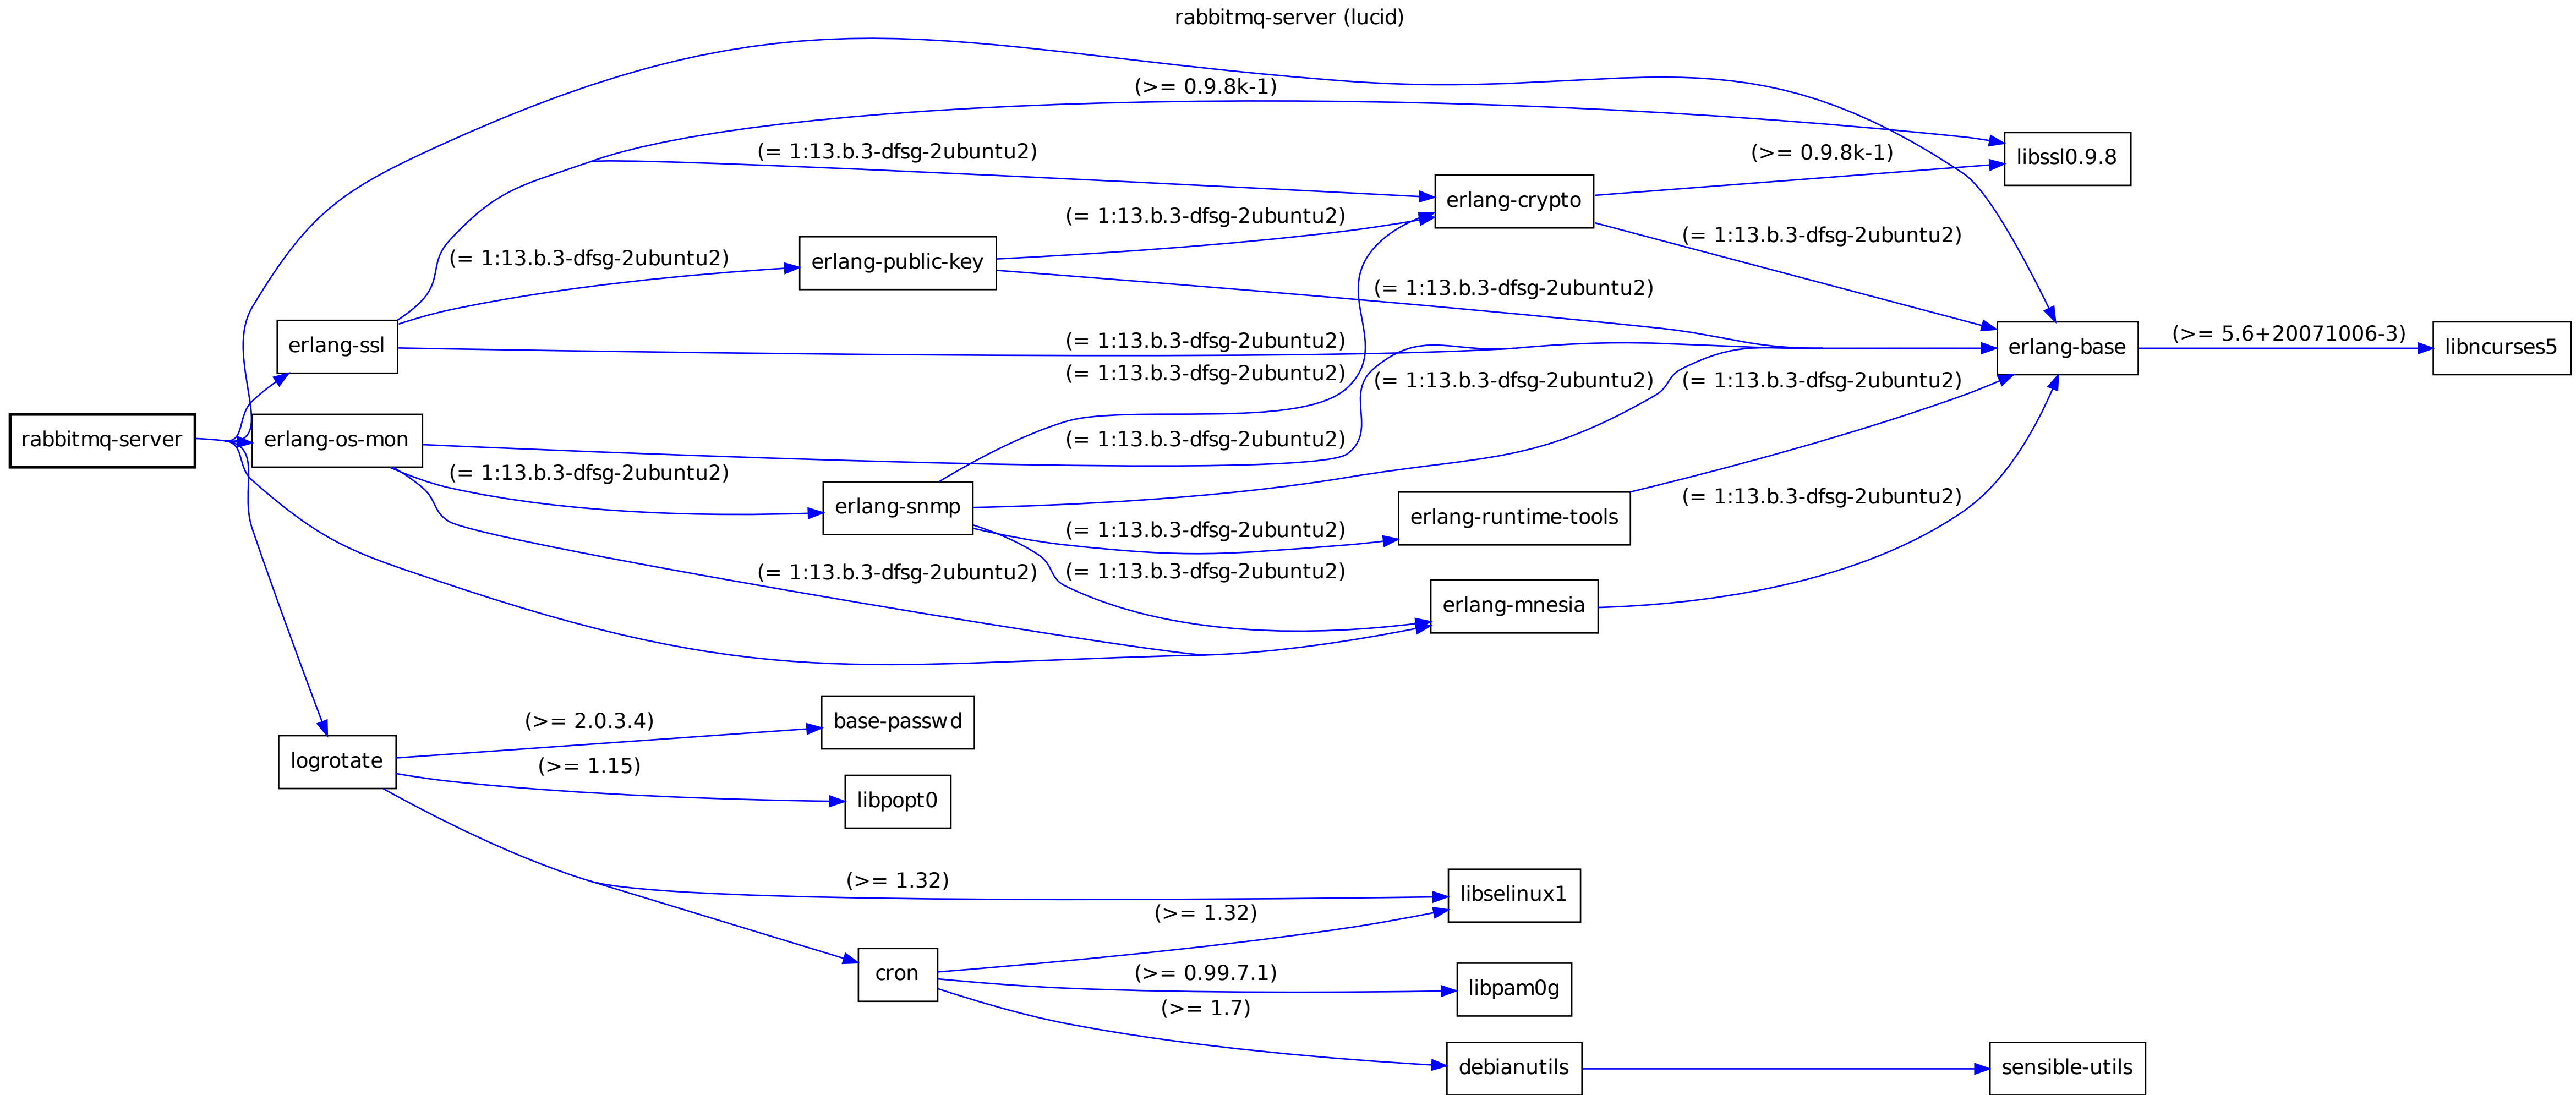 rabbitmq-server (lucid)
(>= 0.9.8k-1)
(= 1:13.b.3-dfsg-2ubuntu2)
(>= 0.9.8k-1)
libssl0.9.8
erlang-crypto
(= 1:13.b.3-dfsg-2ubuntu2)
(= 1:13.b.3-dfsg-2ubuntu2)
(= 1:13.b.3-dfsg-2ubuntu2)
erlang-public-key
(= 1:13.b.3-dfsg-2ubuntu2)
erlang-ssl
(= 1:13.b.3-dfsg-2ubuntu2)
erlang-base
(>= 5.6+20071006-3)
libncurses5
(= 1:13.b.3-dfsg-2ubuntu2)
(= 1:13.b.3-dfsg-2ubuntu2)
(= 1:13.b.3-dfsg-2ubuntu2)
rabbitmq-server
erlang-os-mon
(= 1:13.b.3-dfsg-2ubuntu2)
(= 1:13.b.3-dfsg-2ubuntu2)
erlang-snmp
(= 1:13.b.3-dfsg-2ubuntu2)
erlang-runtime-tools
(= 1:13.b.3-dfsg-2ubuntu2)
(= 1:13.b.3-dfsg-2ubuntu2)
(= 1:13.b.3-dfsg-2ubuntu2)
erlang-mnesia
(>= 2.0.3.4)
base-passwd
logrotate
(>= 1.15)
libpopt0
(>= 1.32)
libselinux1
(>= 1.32)
cron
(>= 0.99.7.1)
libpam0g
(>= 1.7)
debianutils
sensible-utils